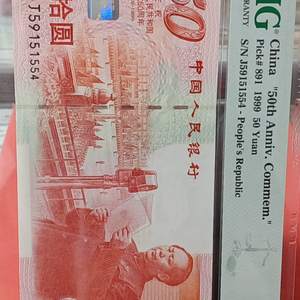 MG
RANTY
China "50th Anniv. Commem."
Pick# 891 1999 50 Yuan
S/N J59151554 - People's Republic
50
中国人民银行
拾圆
J59151554